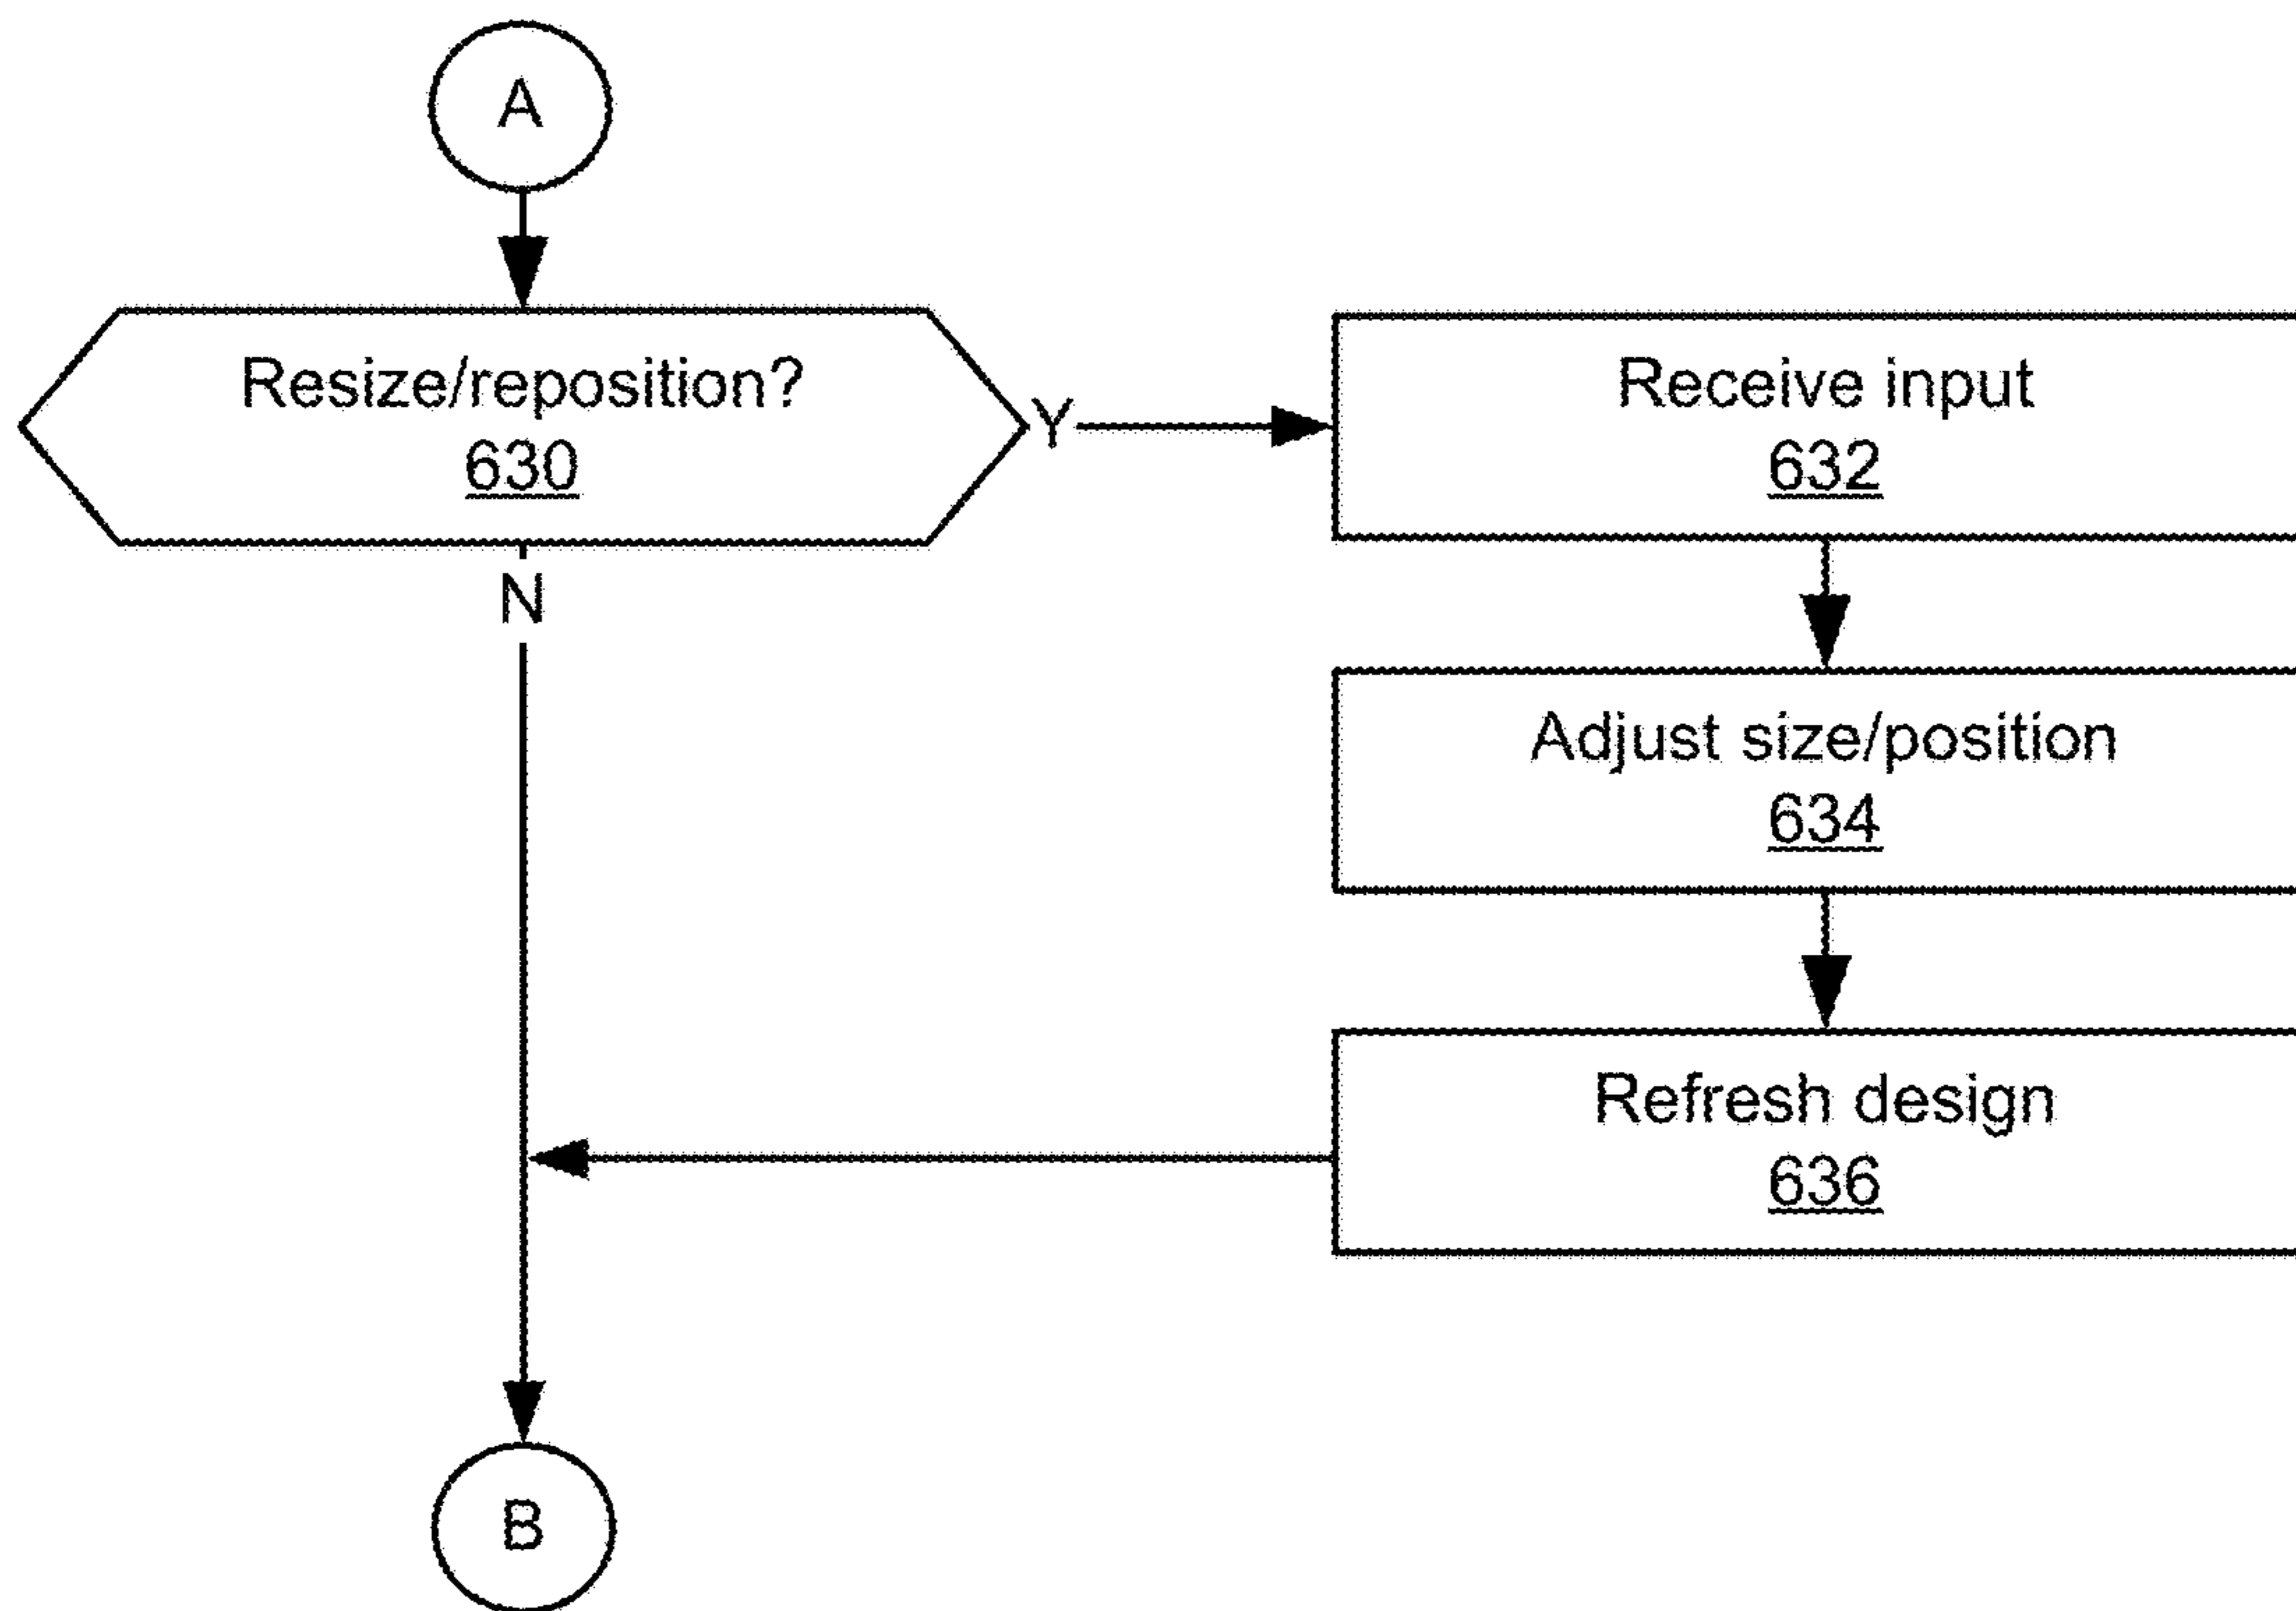 A
Resize/reposition?
630
Y
N
Receive input
632
Adjust size/position
634
Refresh design
636
B